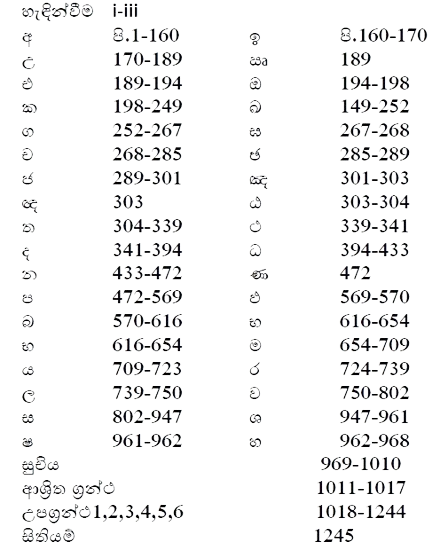 හැඳින්වීම i-iii
අ පි.1-160 ඉ පි.160-170
උ 170-189 ඍ 189
එ 189-194 ඔ 194-198
ක 198-249 ඛ 149-252
ග 252-267 ඝ 267-268
ච 268-285 ඡ 285-289
ජ 289-301 ඤ 301-303
ඥ 303 ඨ 303-304
ත 304-339 ථ 339-341
ද 341-394 ධ 394-433
න 433-472 ණ 472
ප 472-569 ඵ 569-570
බ 570-616 භ 616-654
භ 616-654 ම 654-709
ය 709-723 ර 724-739
ල 739-750 ව 750-802
ස 802-947 ශ 947-961
ෂ 961-962 හ 962-968
සුචිය 969-1010
ආශ්‍රිත ග්‍රන්ථ 1011-1017
උපග්‍රන්ථ1,2,3,4,5,6 1018-1244
සිතියම් 1245